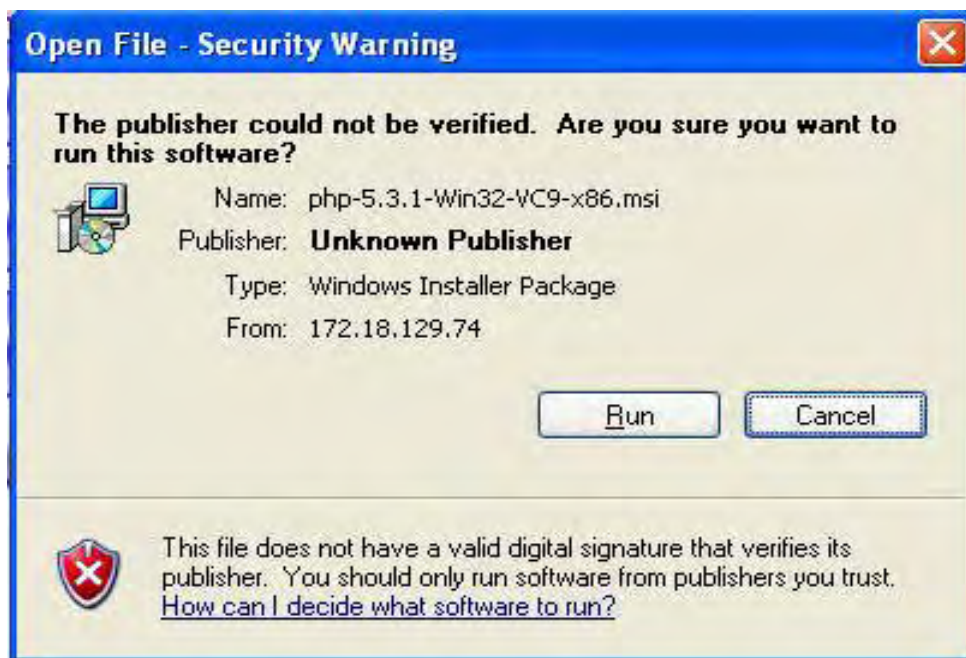 Open File - Security Warning
The publisher could not be verified.  Are you sure you want to
run this software?
Name: php-5.3.1-Win32-VC9-x86.msi
Publisher: Unknown Publisher
Type: Windows Installer Package
From: 172.18.129.74
Run Cancel
This file does not have a valid digital signature that verifies its
publisher.  You should only run software from publishers you trust.
How can I decide what software to run?